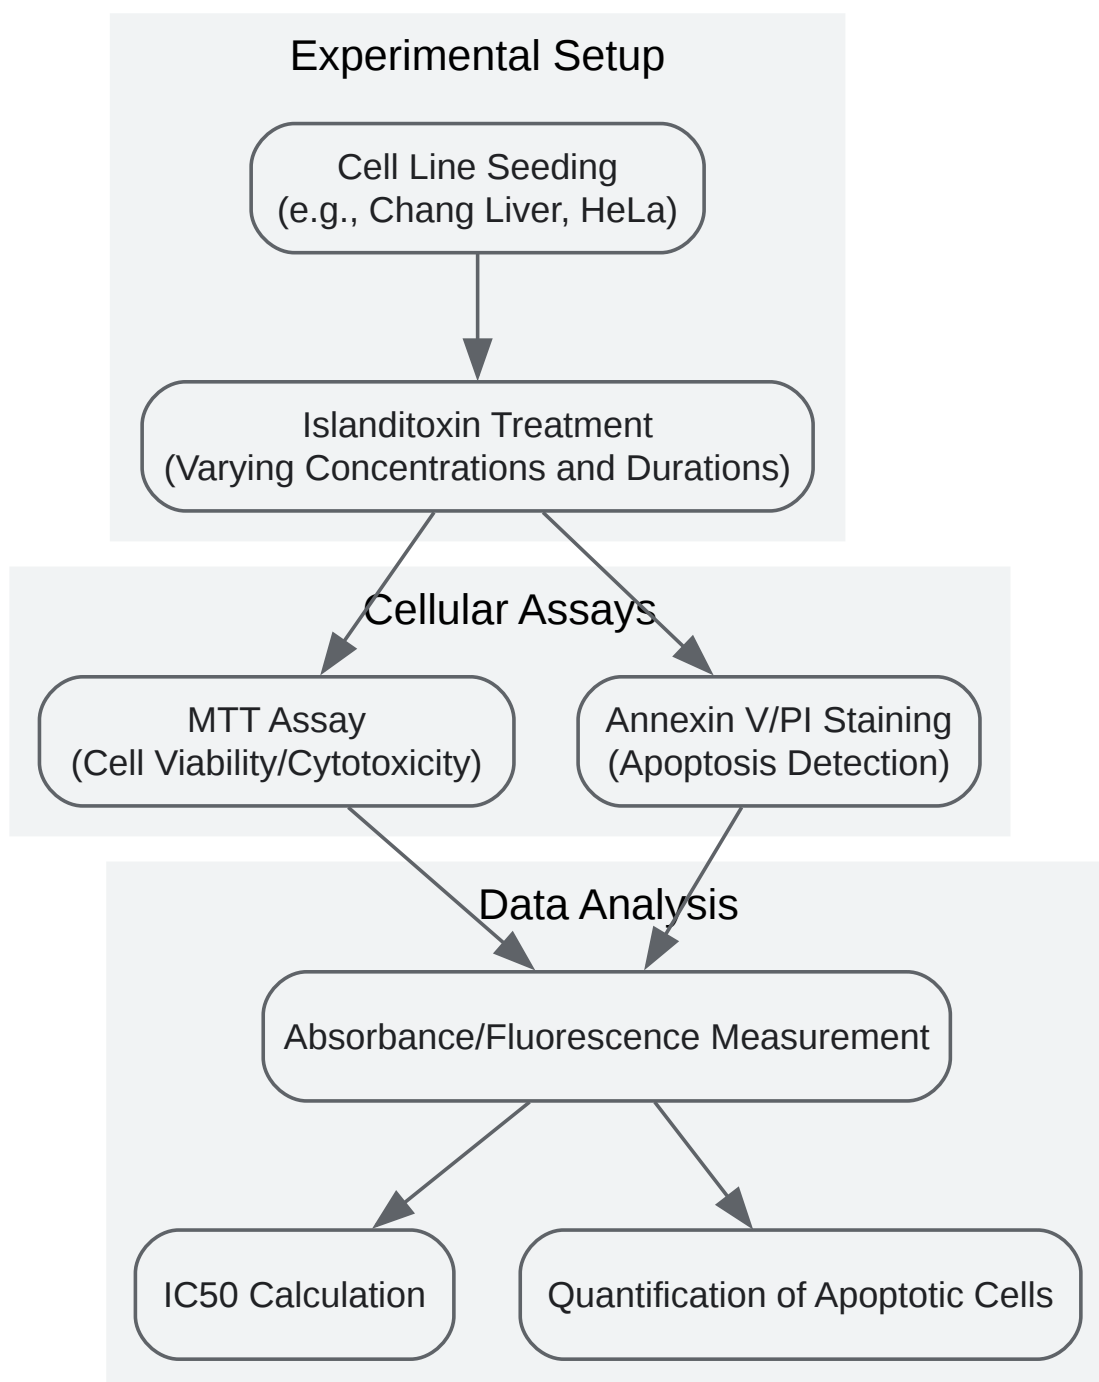 Experimental Setup
Cell Line Seeding
(e.g., Chang Liver, HeLa)
Islanditoxin Treatment
(Varying Concentrations and Durations)
Cellular Assays
MTT Assay
(Cell Viability/Cytotoxicity)
Annexin V/PI Staining
(Apoptosis Detection)
Data Analysis
Absorbance/Fluorescence Measurement
IC50 Calculation
Quantification of Apoptotic Cells